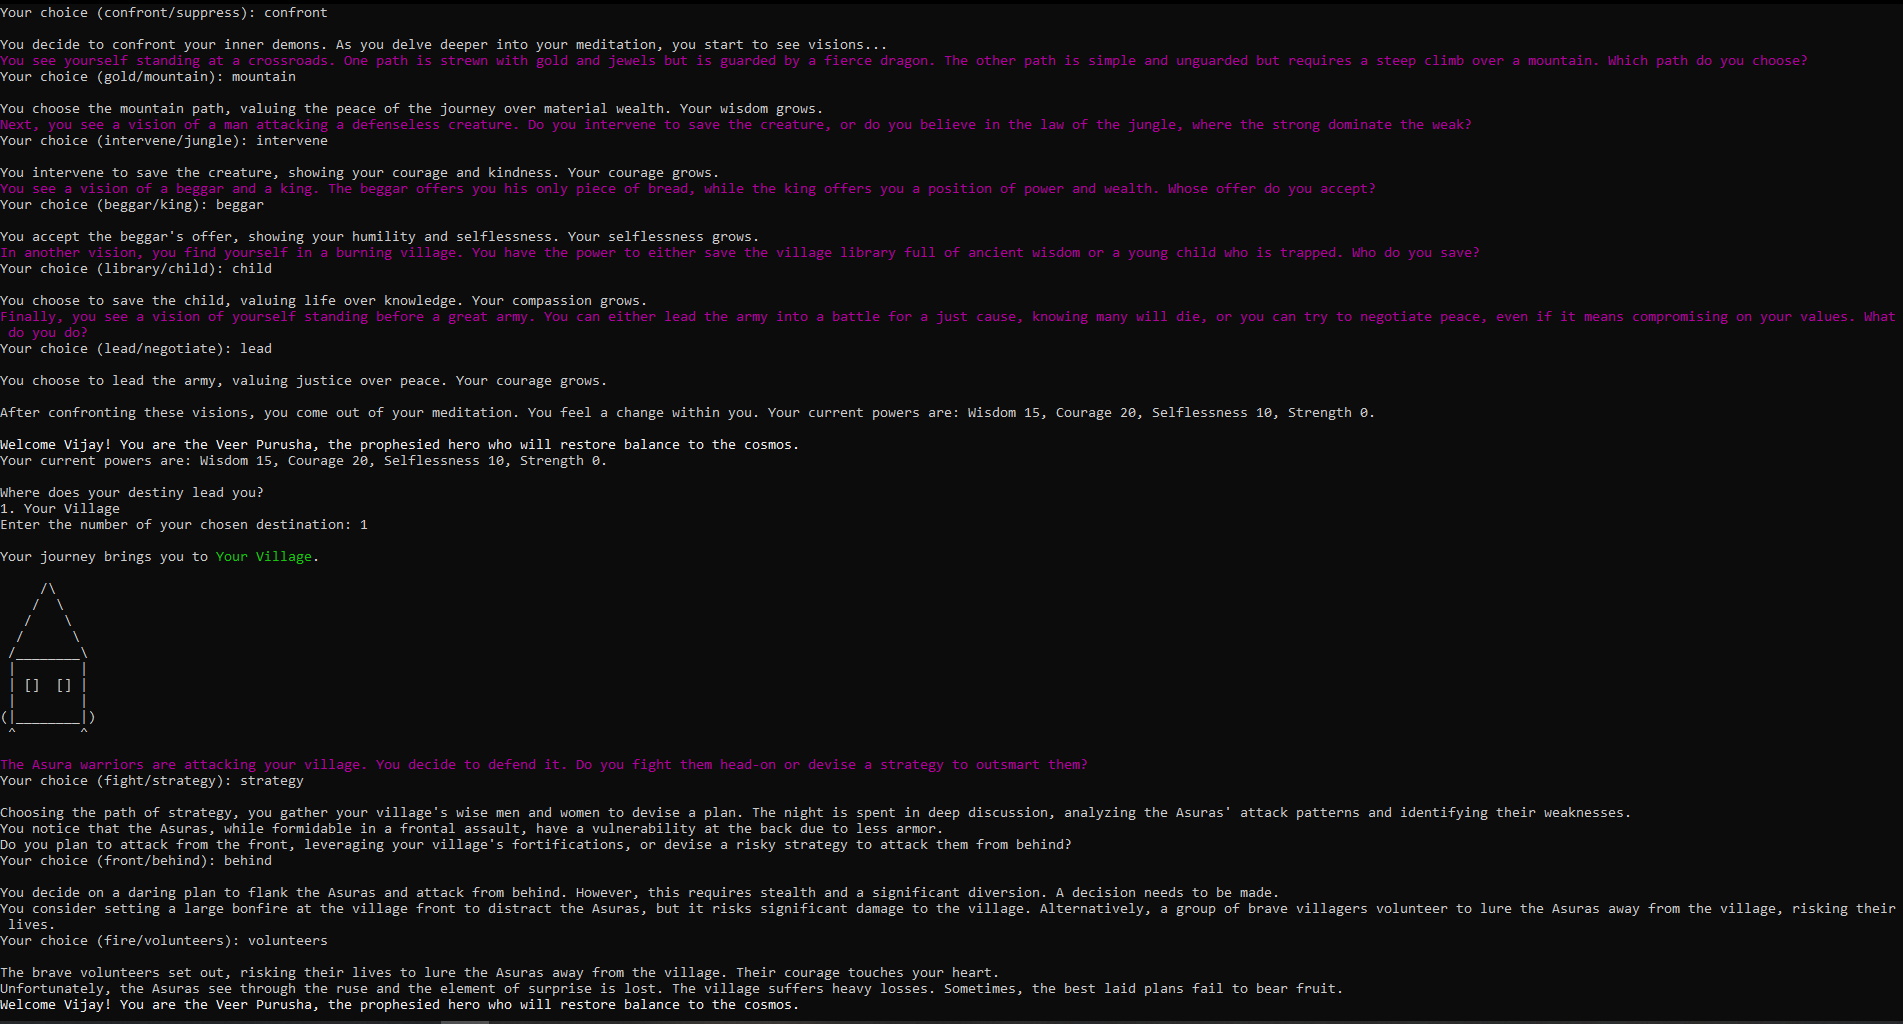 Your choice (confront/suppress): confront
You decide to confront your inner demons. As you delve deeper into your meditation, you start to see visions...
You see yourself standing at a crossroads. One path is strewn with gold and jewels but is guarded by a fierce dragon. The other path is simple and unguarded but requires a steep climb over a mountain. Which path do you choose?
Your choice (gold/mountain): mountain
You choose the mountain path, valuing the peace of the journey over material wealth. Your wisdom grows.
Next, you see a vision of a man attacking a defenseless creature. Do you intervene to save the creature, or do you believe in the law of the jungle, where the strong dominate the weak?
Your choice (intervene/jungle): intervene
You intervene to save the creature, showing your courage and kindness. Your courage grows.
You see a vision of a beggar and a king. The beggar offers you his only piece of bread, while the king offers you a position of power and wealth. Whose offer do you accept?
Your choice (beggar/king): beggar
You accept the beggar's offer, showing your humility and selflessness. Your selflessness grows.
In another vision, you find yourself in a burning village. You have the power to either save the village library full of ancient wisdom or a young child who is trapped. Who do you save?
Your choice (library/child): child
You choose to save the child, valuing life over knowledge. Your compassion grows.
Finally, you see a vision of yourself standing before a great army. You can either lead the army into a battle for a just cause, knowing many will die, or you can try to negotiate peace, even if it means compromising on your values. What
do you do?
Your choice (lead/negotiate): lead
You choose to lead the army, valuing justice over peace. Your courage grows.
After confronting these visions, you come out of your meditation. You feel a change within you. Your current powers are: Wisdom 15, Courage 20, Selflessness 10, Strength 0.
Welcome Vijay! You are the Veer Purusha, the prophesied hero who will restore balance to the cosmos.
Your current powers are: Wisdom 15, Courage 20, Selflessness 10, Strength 0.
Where does your destiny lead you?
1. Your Village
Enter the number of your chosen destination: 1
Your journey brings you to Your Village.
     /\
    /  \
   /    \
  /      \
 /________\
 |        |
 | []  [] |
 |        |
(|________|)
 ^        ^
The Asura warriors are attacking your village. You decide to defend it. Do you fight them head-on or devise a strategy to outsmart them?
Your choice (fight/strategy): strategy
Choosing the path of strategy, you gather your village's wise men and women to devise a plan. The night is spent in deep discussion, analyzing the Asuras' attack patterns and identifying their weaknesses.
You notice that the Asuras, while formidable in a frontal assault, have a vulnerability at the back due to less armor.
Do you plan to attack from the front, leveraging your village's fortifications, or devise a risky strategy to attack them from behind?
Your choice (front/behind): behind
You decide on a daring plan to flank the Asuras and attack from behind. However, this requires stealth and a significant diversion. A decision needs to be made.
You consider setting a large bonfire at the village front to distract the Asuras, but it risks significant damage to the village. Alternatively, a group of brave villagers volunteer to lure the Asuras away from the village, risking their
lives.
Your choice (fire/volunteers): volunteers
The brave volunteers set out, risking their lives to lure the Asuras away from the village. Their courage touches your heart.
Unfortunately, the Asuras see through the ruse and the element of surprise is lost. The village suffers heavy losses. Sometimes, the best laid plans fail to bear fruit.
Welcome Vijay! You are the Veer Purusha, the prophesied hero who will restore balance to the cosmos.